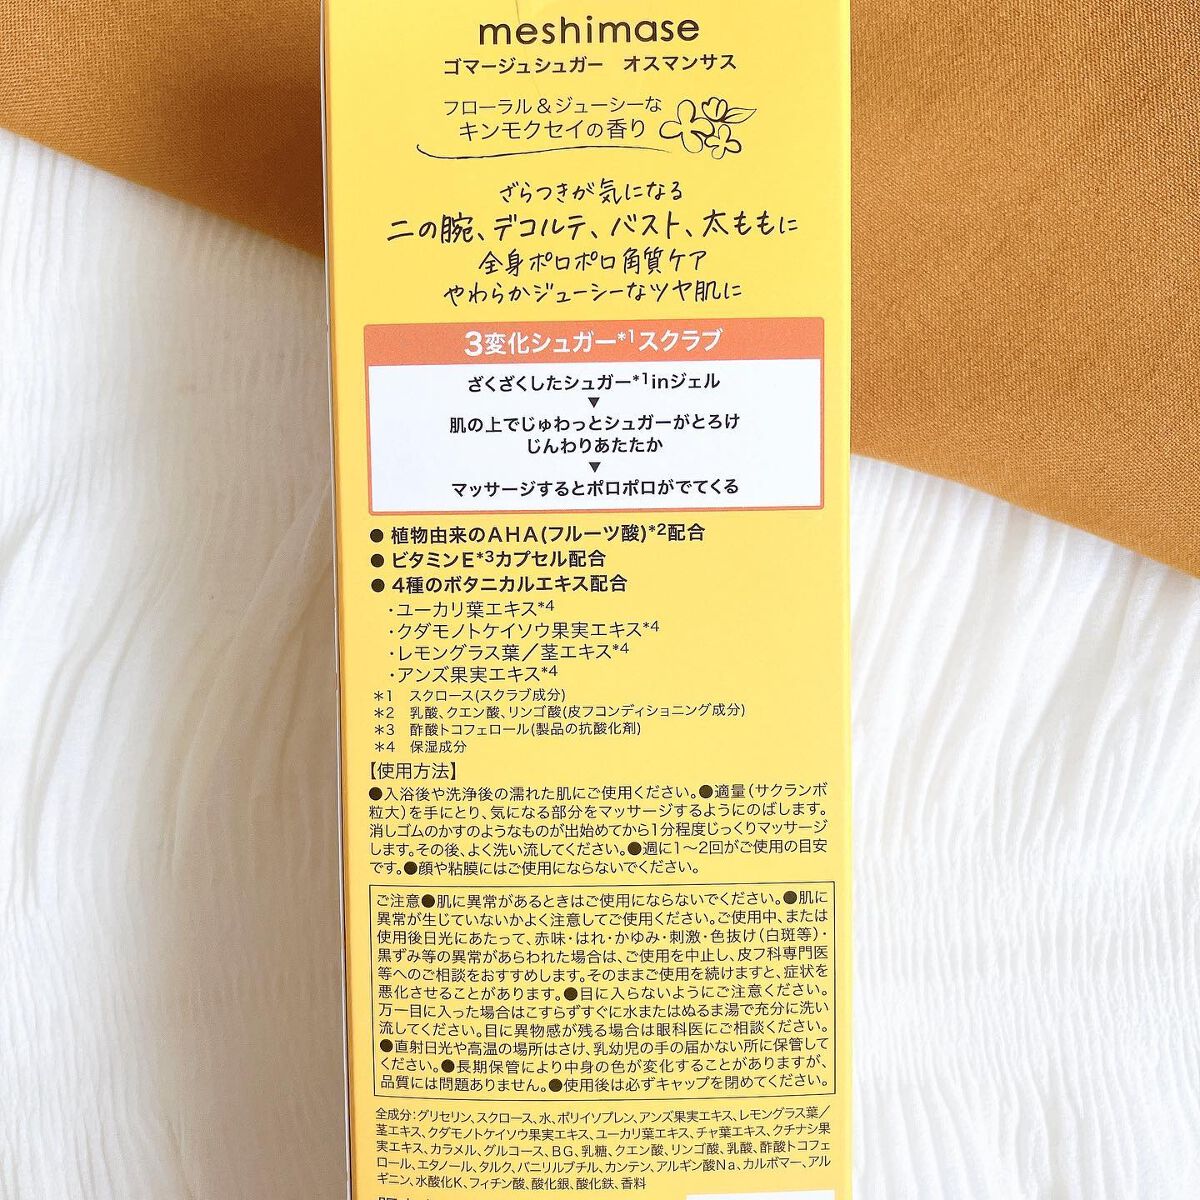 meshimase
ゴマージュシュガー　オスマンサス
フローラル＆ジューシーな
キンモクセイの香り
ざらつきが気になる
二の腕、デコルテ、バスト、太ももに
全身ポロポロ角質ケア
やわらかジューシーなツヤ肌に
3変化シュガー*1スクラブ
ざくざくしたシュガー*1inジェル
▼
肌の上でじゅわっとシュガーがとろけ
じんわりあたたか
▼
マッサージするとポロポロがでてくる
●植物由来のAHA(フルーツ酸)*2配合
●ビタミンE*3カプセル配合
●4種のボタニカルエキス配合
・ユーカリ葉エキス*4
・クダモノトケイソウ果実エキス*4
・レモングラス葉／茎エキス*4
・アンズ果実エキス*4
＊1　スクロース(スクラブ成分)
＊2　乳酸、クエン酸、リンゴ酸(皮フコンディショニング成分)
＊3　酢酸トコフェロール(製品の抗酸化剤)
＊4　保湿成分
【使用方法】
●入浴後や洗浄後の濡れた肌にご使用ください。●適量（サクランボ
粒大）を手にとり、気になる部分をマッサージするようにのばします。
消しゴムのかすのようなものが出始めてから1分程度じっくりマッサージ
します。その後、よく洗い流してください。●週に1～2回がご使用の目安
です。●顔や粘膜にはご使用にならないでください。
ご注意●肌に異常があるときはご使用にならないでください。●肌に
異常が生じていないかよく注意してご使用ください。ご使用中、または
使用後日光にあたって、赤味・はれ・かゆみ・刺激・色抜け（白斑等）・
黒ずみ等の異常があらわれた場合は、ご使用を中止し、皮フ科専門医
等へのご相談をおすすめします。そのままご使用を続けますと、症状を
悪化させることがあります。●目に入らないようにご注意ください。
万一目に入った場合はこすらずすぐに水またはぬるま湯で充分に洗い
流してください。目に異物感が残る場合は眼科医にご相談ください。
●直射日光や高温の場所はさけ、乳幼児の手の届かない所に保管して
ください。●長期保管により中身の色が変化することがありますが、
品質には問題ありません。●使用後は必ずキャップを閉めてください。
全成分：グリセリン、スクロース、水、ポリイソプレン、アンズ果実エキス、レモングラス葉／
茎エキス、クダモノトケイソウ果実エキス、ユーカリ葉エキス、チャ葉エキス、クチナシ果
実エキス、カラメル、グルコース、BG、乳糖、クエン酸、リンゴ酸、乳酸、酢酸トコフェ
ロール、エタノール、タルク、バニリルブチル、カンテン、アルギン酸Na、カルボマー、アル
ギニン、水酸化K、フィチン酸、酸化銀、酸化鉄、香料